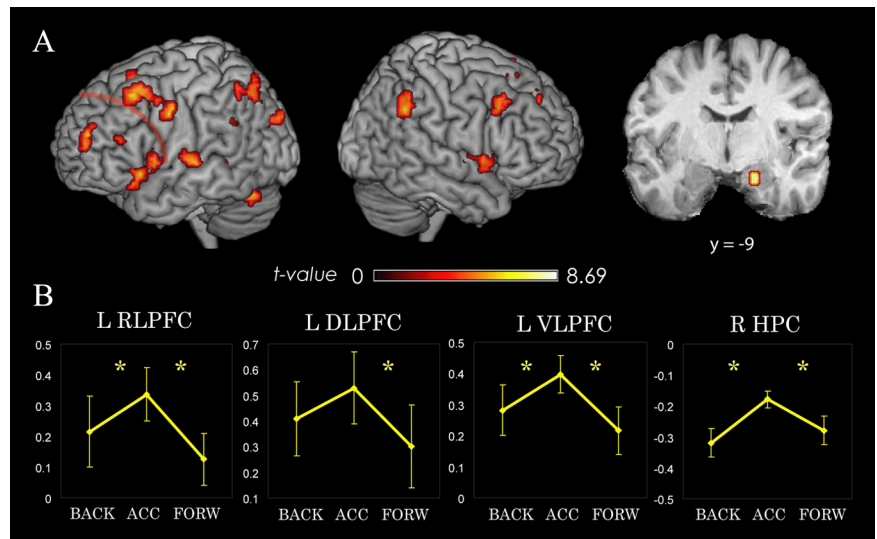 A
y = -9
t-value 0 8.69
B
L RLPFC
0.5
0.4
0.3
0.2
0.1
0
* *
BACK ACC FORW
L DLPFC
0.7
0.6
0.5
0.4
0.3
0.2
0.1
*
BACK ACC FORW
L VLPFC
0.5
0.4
0.3
0.2
0.1
0
* *
BACK ACC FORW
R HPC
0
-0.1
-0.2
-0.3
-0.4
-0.5
* *
BACK ACC FORW